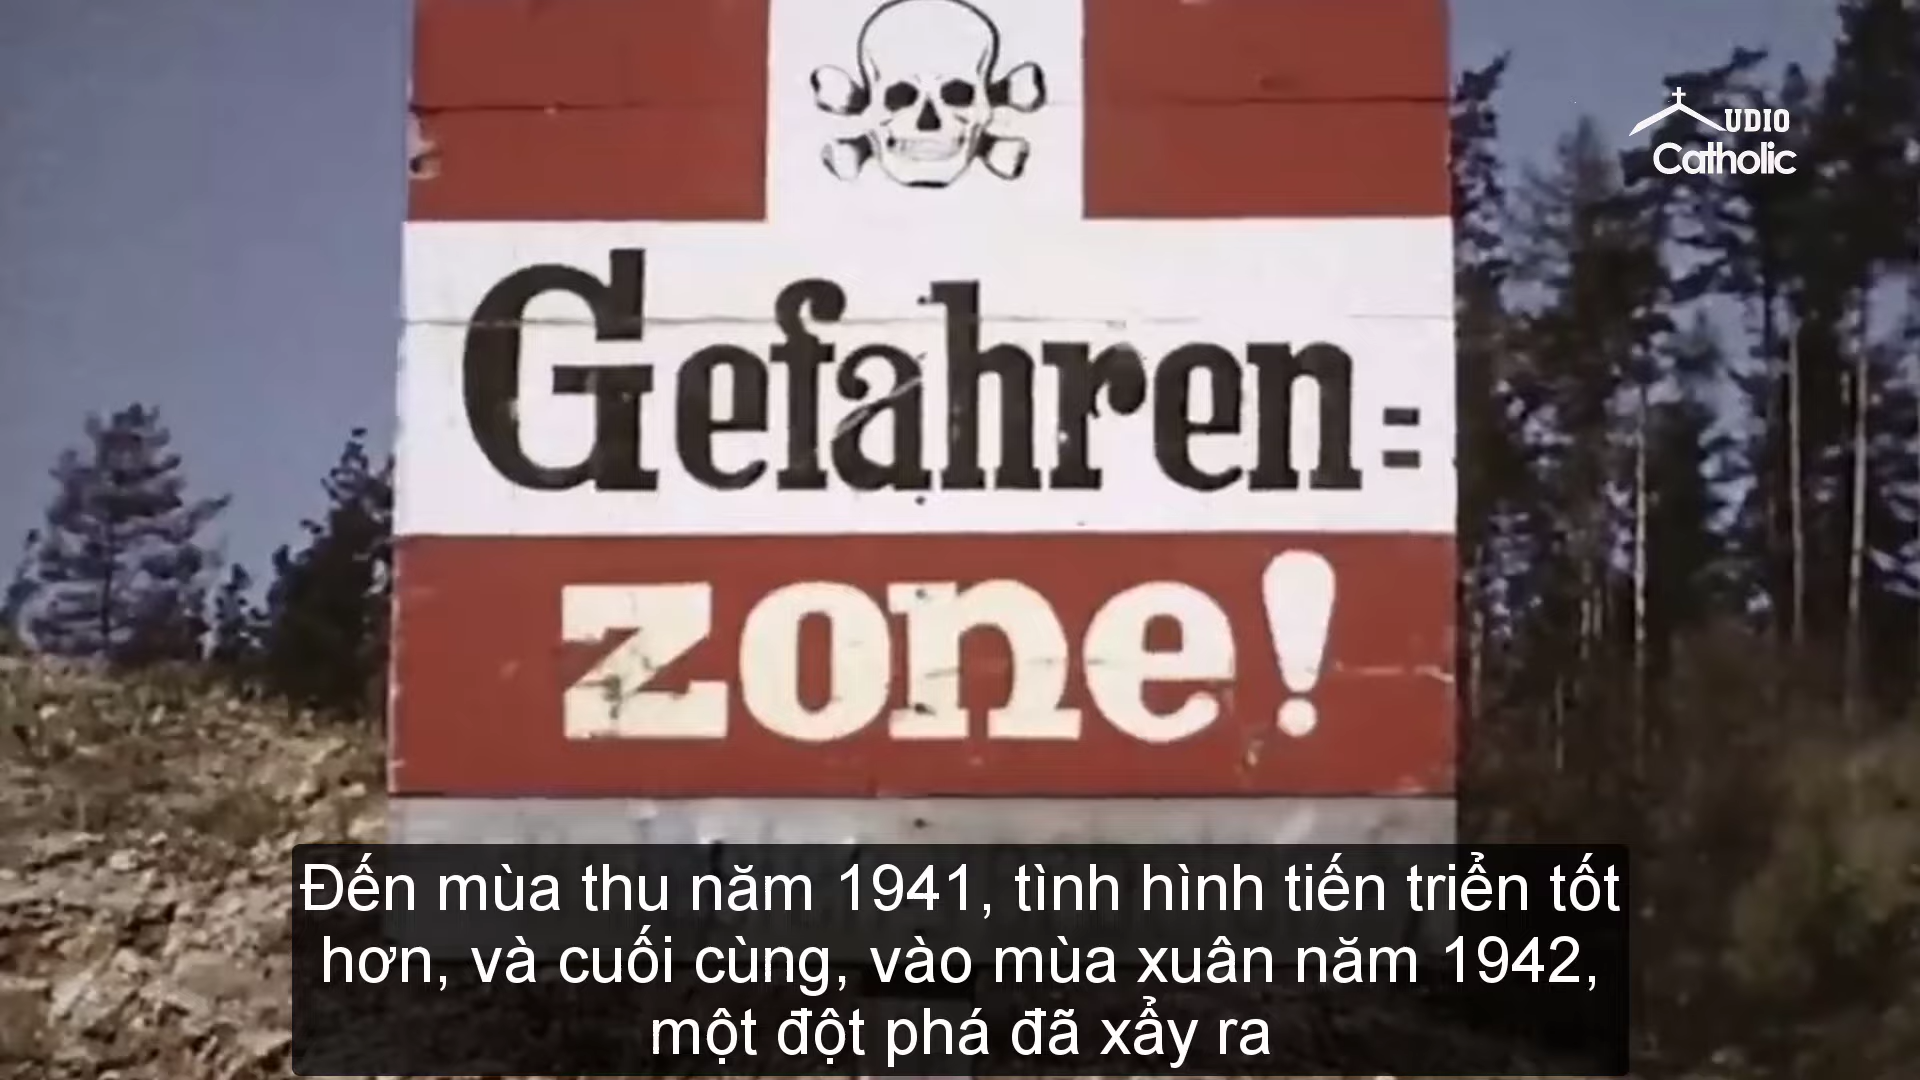 UDIO
Catholic
Gefahren=
zone!
Đến mùa thu năm 1941, tình hình tiến triển tốt
hơn, và cuối cùng, vào mùa xuân năm 1942,
một đột phá đã xẩy ra